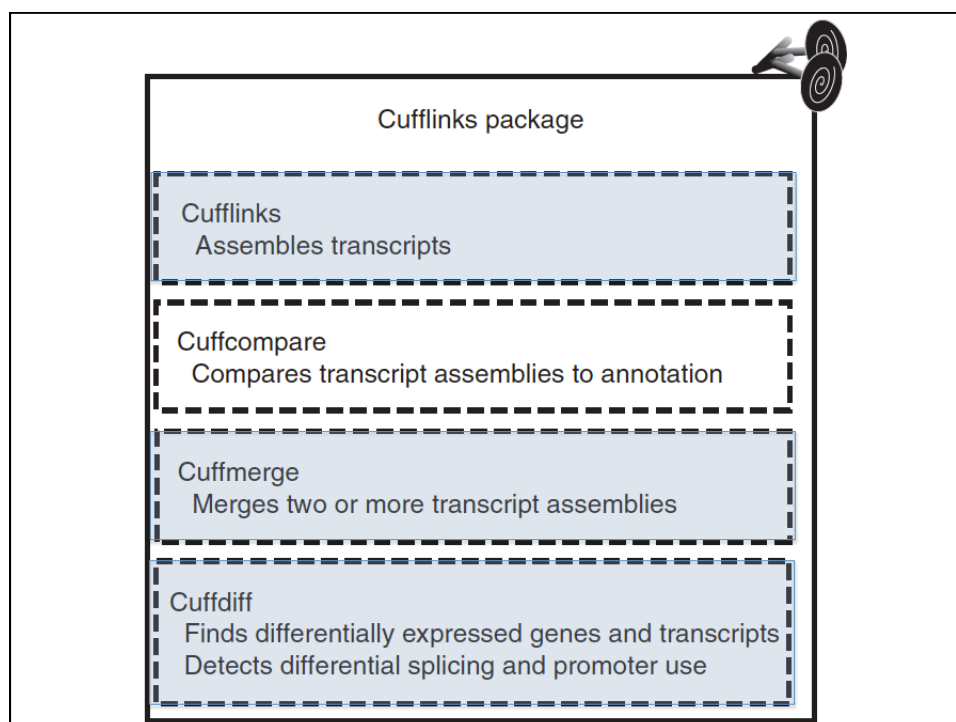 Cufflinks package
Cufflinks
Assembles transcripts
Cuffcompare
Compares transcript assemblies to annotation
Cuffmerge
Merges two or more transcript assemblies
Cuffdiff
Finds differentially expressed genes and transcripts
Detects differential splicing and promoter use